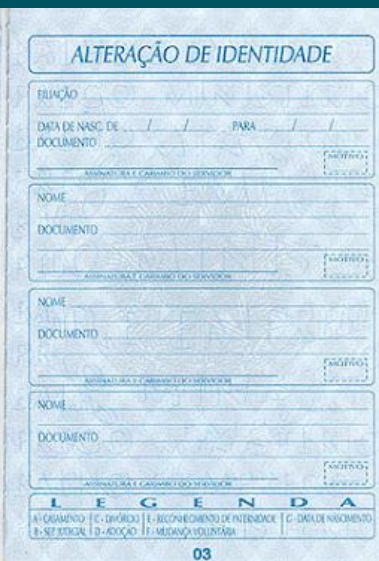 ALTERAÇÃO DE IDENTIDADE
FILIAÇÃO
DATA DE NASC. DE / / PARA / /
DOCUMENTO
MOTIVO
ASSINATURA E CARIMBO DO SERVIDOR
NOME
DOCUMENTO
MOTIVO
ASSINATURA E CARIMBO DO SERVIDOR
NOME
DOCUMENTO
MOTIVO
ASSINATURA E CARIMBO DO SERVIDOR
NOME
DOCUMENTO
MOTIVO
ASSINATURA E CARIMBO DO SERVIDOR
LEGENDA
A - CASAMENTO C - DIVÓRCIO E - RECONHECIMENTO DE PATERNIDADE G - DATA DE NASCIMENTO
B - SEP. JUDICIAL D - ADOÇÃO F - MUDANÇA VOLUNTÁRIA
03